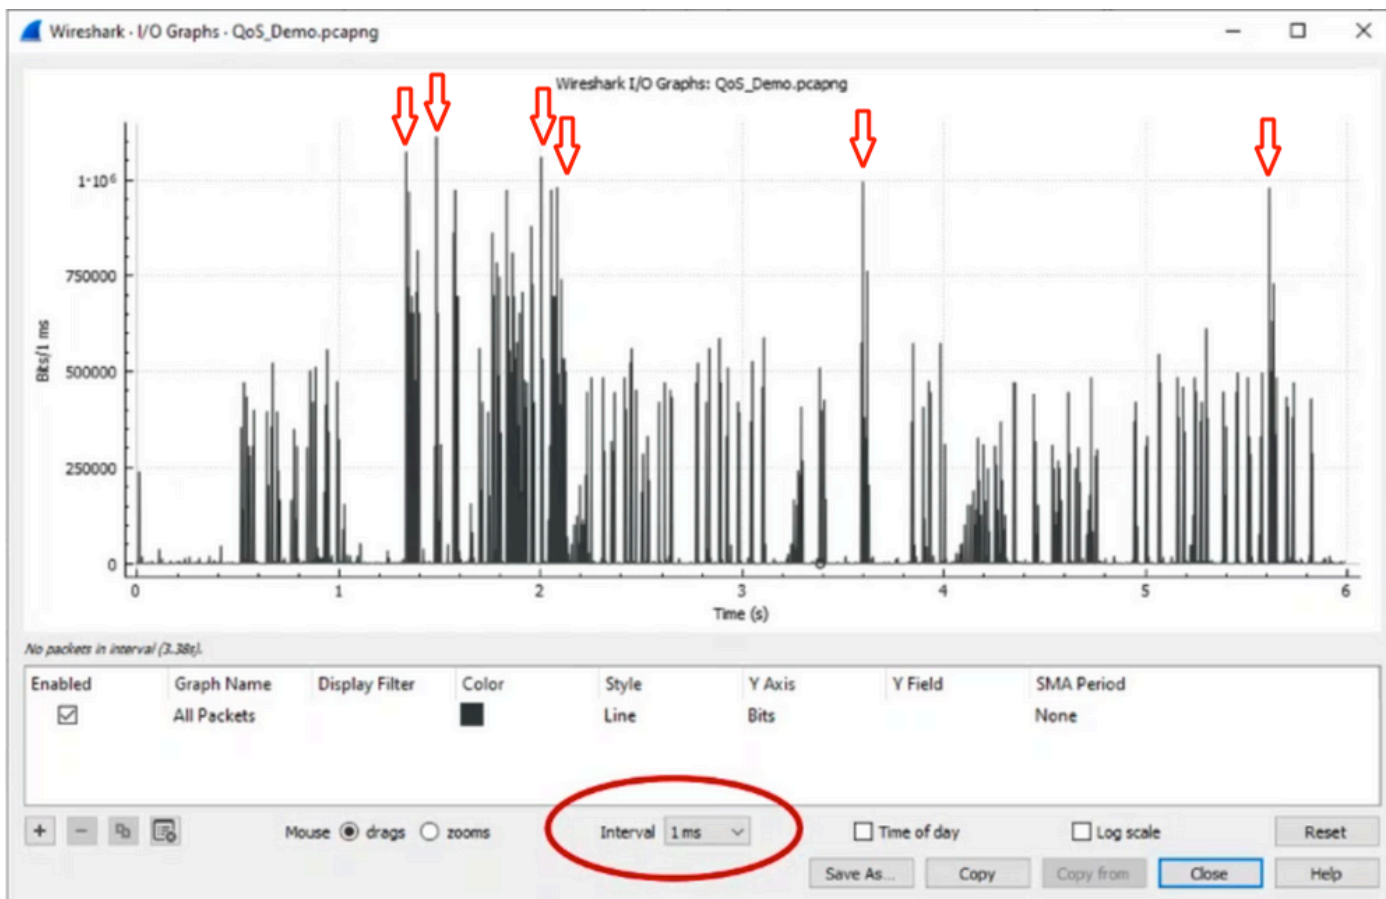 Wireshark · I/O Graphs · QoS_Demo.pcapng
Wireshark I/O Graphs: QoS_Demo.pcapng
1·10⁶
750000
500000
250000
0
Bits/1 ms
0 1 2 3 4 5 6
Time (s)
No packets in interval (3.38s).
Enabled Graph Name Display Filter Color Style Y Axis Y Field SMA Period
All Packets Line Bits None
+ −
Mouse drags zooms Interval 1 ms Time of day Log scale Reset
Save As... Copy Copy from Close Help